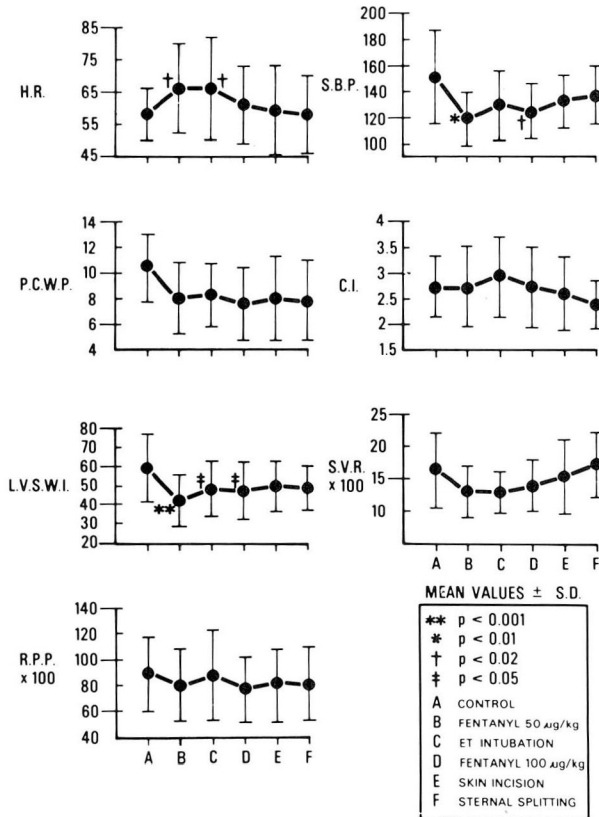 H.R.
85
75
65
55
45
†
†
S.B.P.
200
180
160
140
120
100
*
†
P.C.W.P.
14
12
10
8
6
4
C.I.
4
3.5
3
2.5
2
1.5
L.V.S.W.I.
80
70
60
50
40
30
20
**
‡
‡
S.V.R.
x 100
25
20
15
10
A B C D E F
R.P.P.
x 100
140
120
100
80
60
40
A B C D E F
MEAN VALUES ± S.D.
** p < 0.001
* p < 0.01
† p < 0.02
‡ p < 0.05
A CONTROL
B FENTANYL 50 µg/kg
C ET INTUBATION
D FENTANYL 100 µg/kg
E SKIN INCISION
F STERNAL SPLITTING